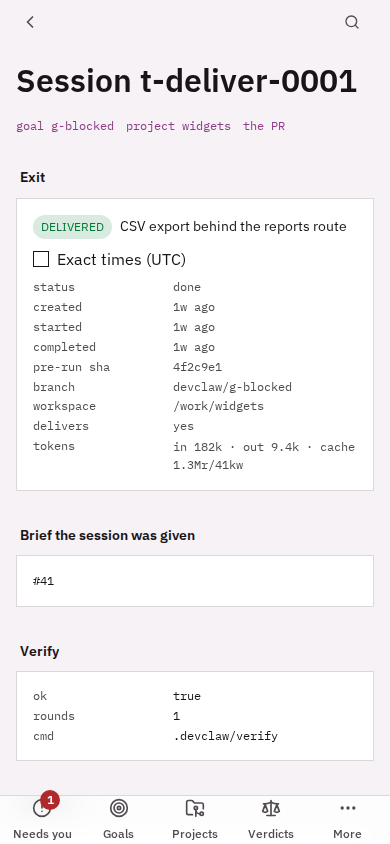 Session t-deliver-0001
goal g-blocked project widgets the PR
Exit
DELIVERED CSV export behind the reports route
Exact times (UTC)
status done
created 1w ago
started 1w ago
completed 1w ago
pre-run sha 4f2c9e1
branch devclaw/g-blocked
workspace /work/widgets
delivers yes
tokens in 182k · out 9.4k · cache
1.3Mr/41kw
Brief the session was given
#41
Verify
ok true
rounds 1
cmd .devclaw/verify
1
Needs you Goals Projects Verdicts More